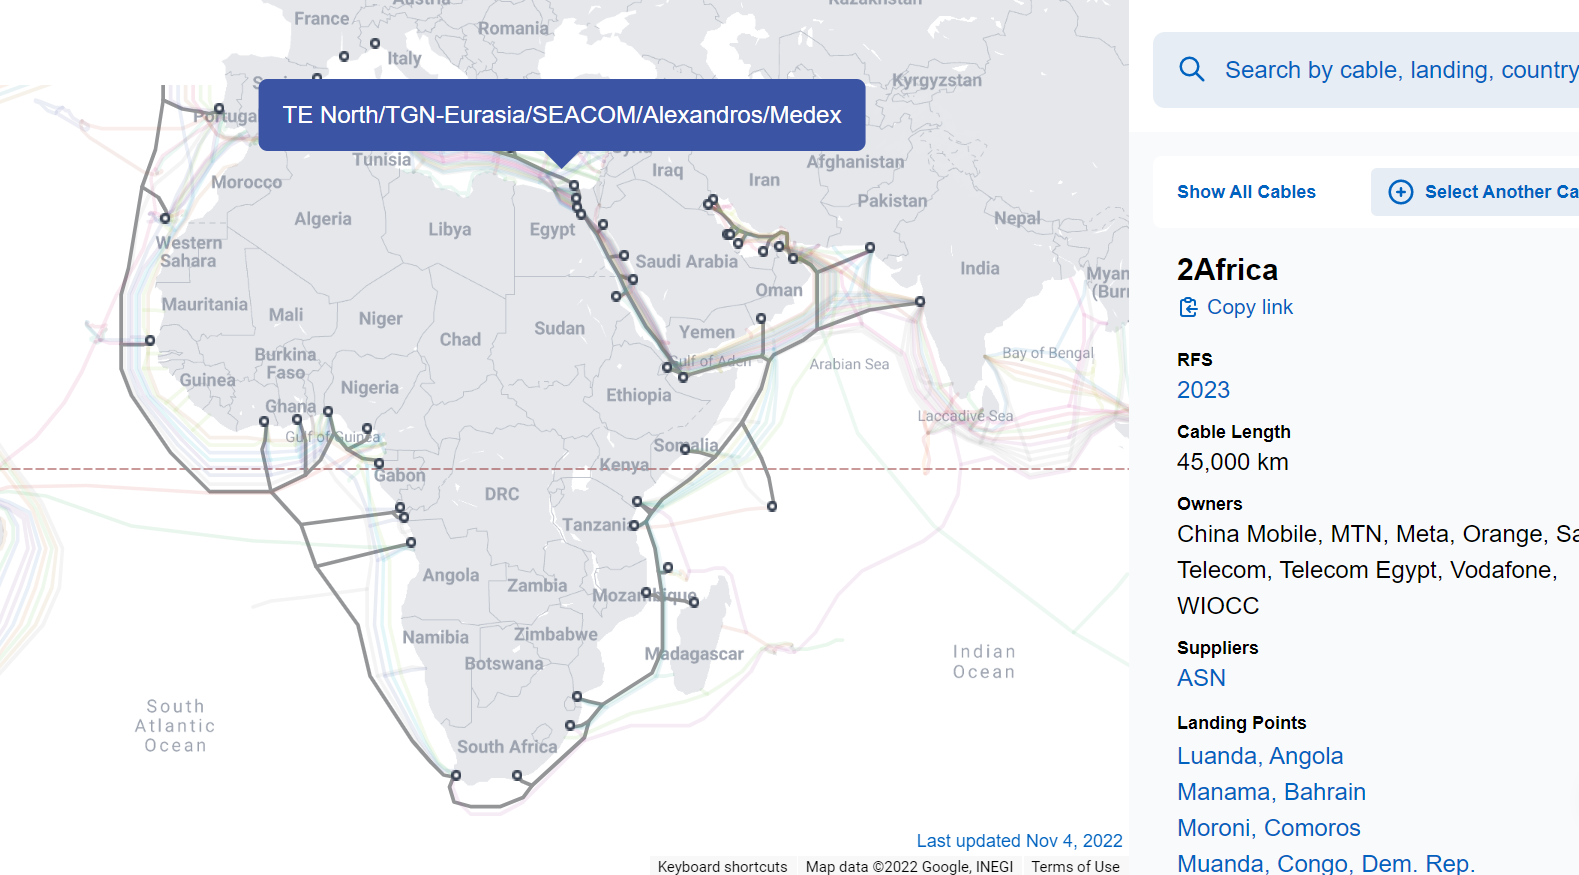 Austria
Kazakhstan
France
Romania
Italy
Kyrgyzstan
Portuga
TE North/TGN-Eurasia/SEACOM/Alexandros/Medex
Tunisia
Syria
Afghanistan
Iraq
Iran
Morocco
Pakistan
Algeria
Libya
Egypt
Nepal
Western
Sahara
Saudi Arabia
India
Myan
(Burn
Oman
Mauritania
Mali
Niger
Chad
Sudan
Yemen
Burkina
Faso
Gulf of Aden
Arabian Sea
Bay of Bengal
Guinea
Nigeria
Ethiopia
Ghana
Gulf of Guinea
Laccadive Sea
Somalia
Kenya
Gabon
DRC
Tanzania
Angola
Zambia
Mozambique
Namibia
Zimbabwe
Madagascar
Botswana
Indian
Ocean
South
Atlantic
Ocean
South Africa
Last updated Nov 4, 2022
Keyboard shortcuts
Map data ©2022 Google, INEGI
Terms of Use
Search by cable, landing, country
Show All Cables
Select Another Ca
2Africa
Copy link
RFS
2023
Cable Length
45,000 km
Owners
China Mobile, MTN, Meta, Orange, Sa
Telecom, Telecom Egypt, Vodafone,
WIOCC
Suppliers
ASN
Landing Points
Luanda, Angola
Manama, Bahrain
Moroni, Comoros
Muanda, Congo, Dem. Rep.